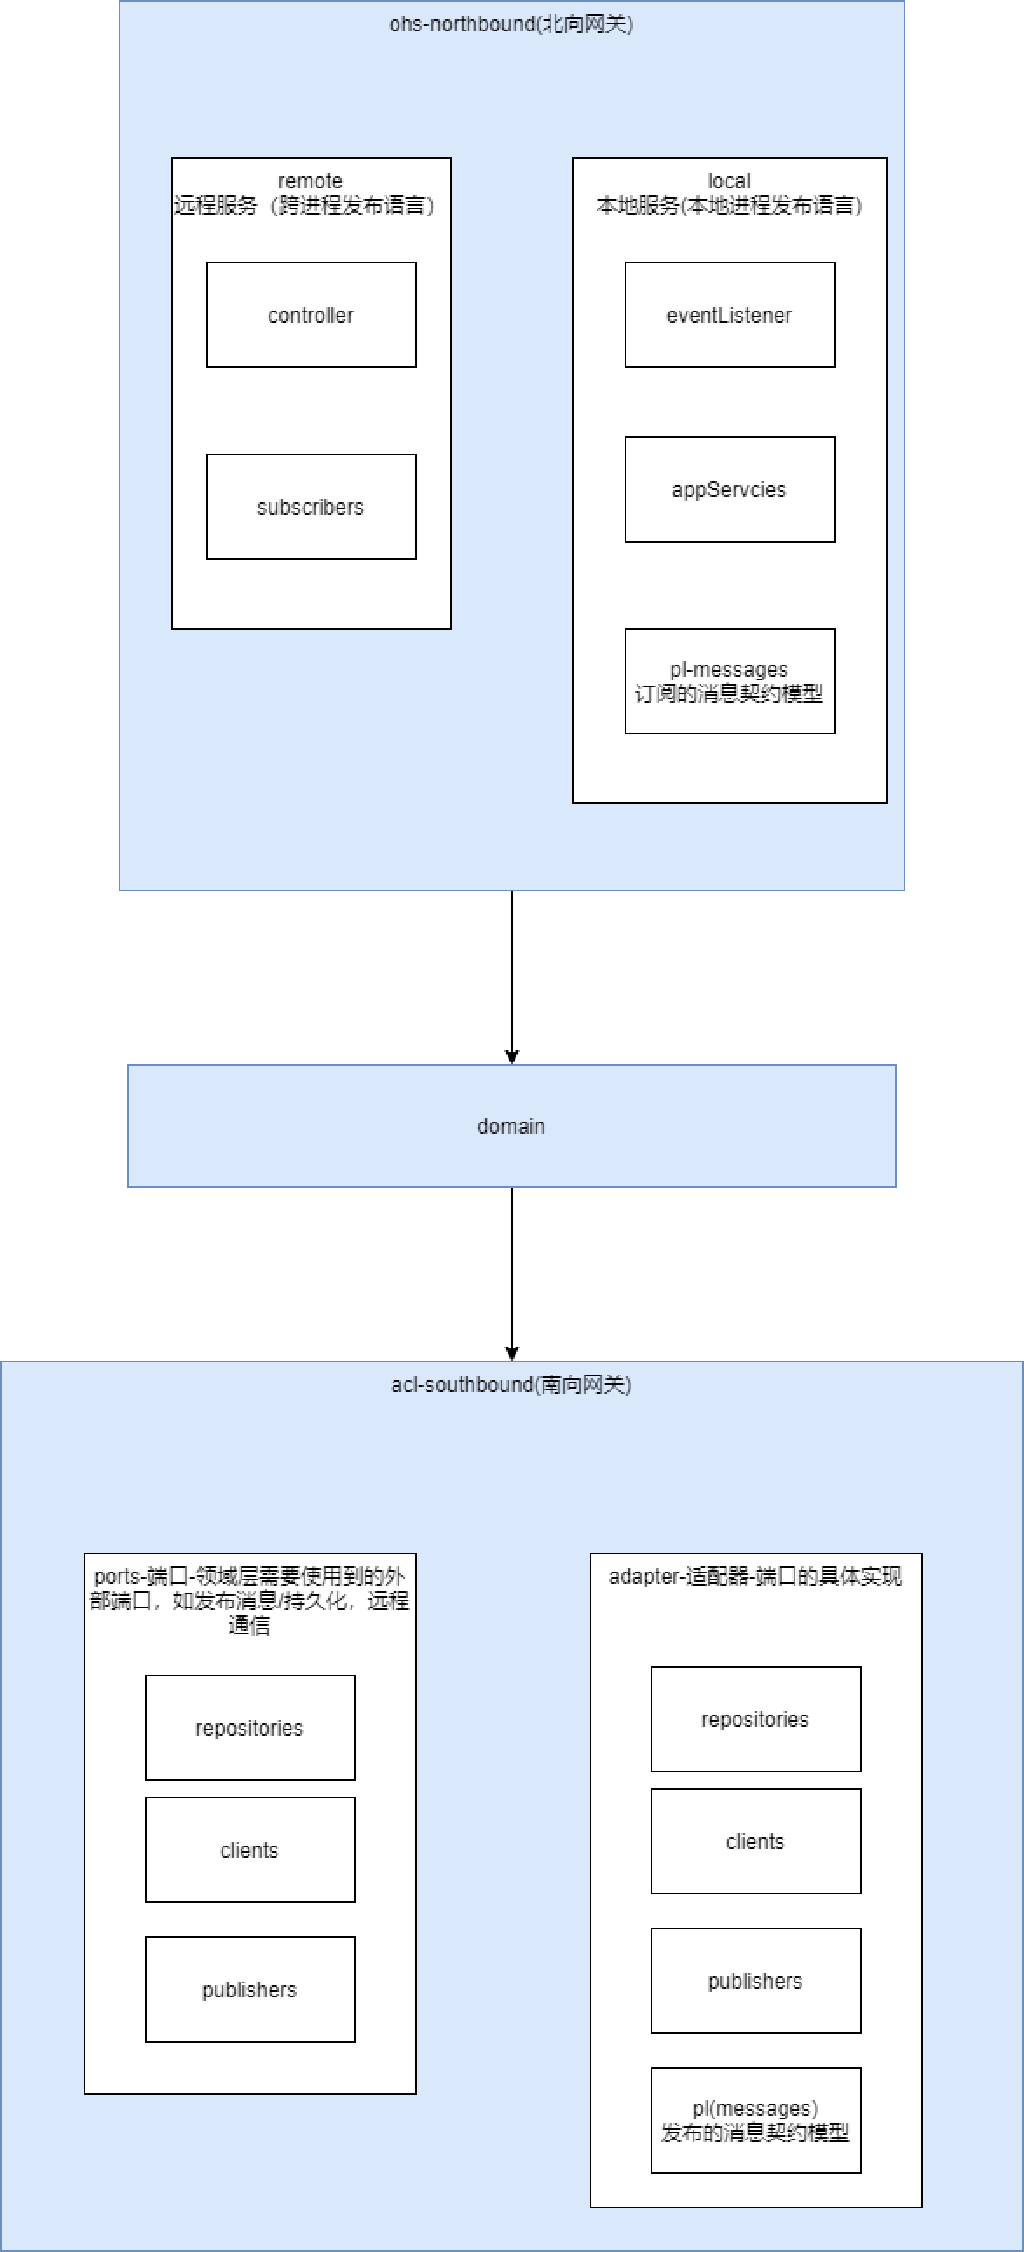 ohs-northbound(北向网关)
remote
远程服务（跨进程发布语言）
controller
subscribers
local
本地服务(本地进程发布语言)
eventListener
appServcies
pl-messages
订阅的消息契约模型
domain
acl-southbound(南向网关)
ports-端口-领域层需要使用到的外
部端口，如发布消息/持久化，远程
通信
repositories
clients
publishers
adapter-适配器-端口的具体实现
repositories
clients
publishers
pl(messages)
发布的消息契约模型